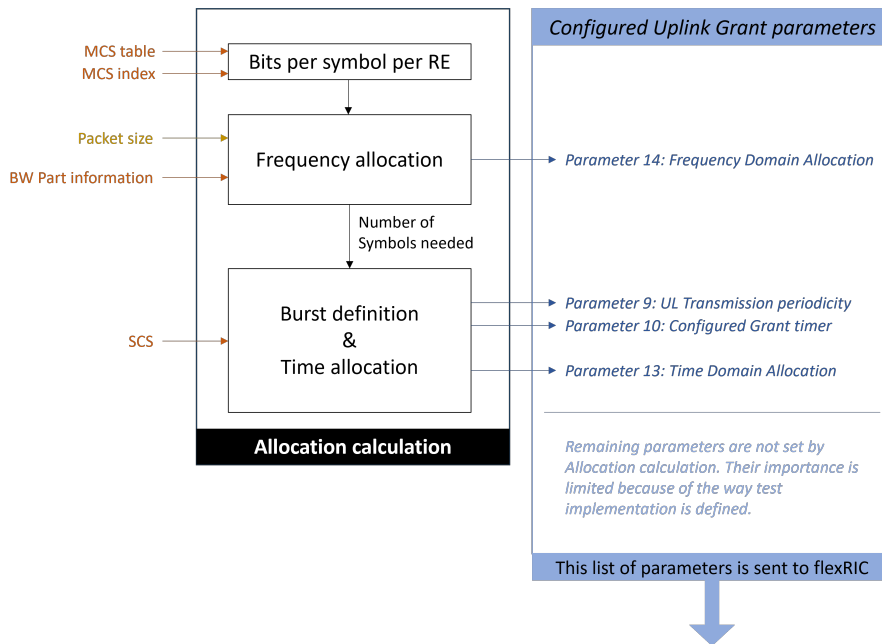 Configured Uplink Grant parameters
MCS table
MCS index
Bits per symbol per RE
Packet size
BW Part information
Frequency allocation
Parameter 14: Frequency Domain Allocation
Number of
Symbols needed
SCS
Burst definition
&
Time allocation
Parameter 9: UL Transmission periodicity
Parameter 10: Configured Grant timer
Parameter 13: Time Domain Allocation
Allocation calculation
Remaining parameters are not set by
Allocation calculation. Their importance is
limited because of the way test
implementation is defined.
This list of parameters is sent to flexRIC